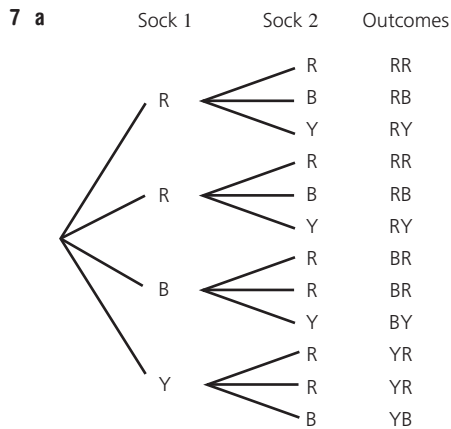 7 a Sock 1 Sock 2 Outcomes
R RR
R B RB
Y RY
R RR
R B RB
Y RY
R BR
B R BR
Y BY
R YR
Y R YR
B YB